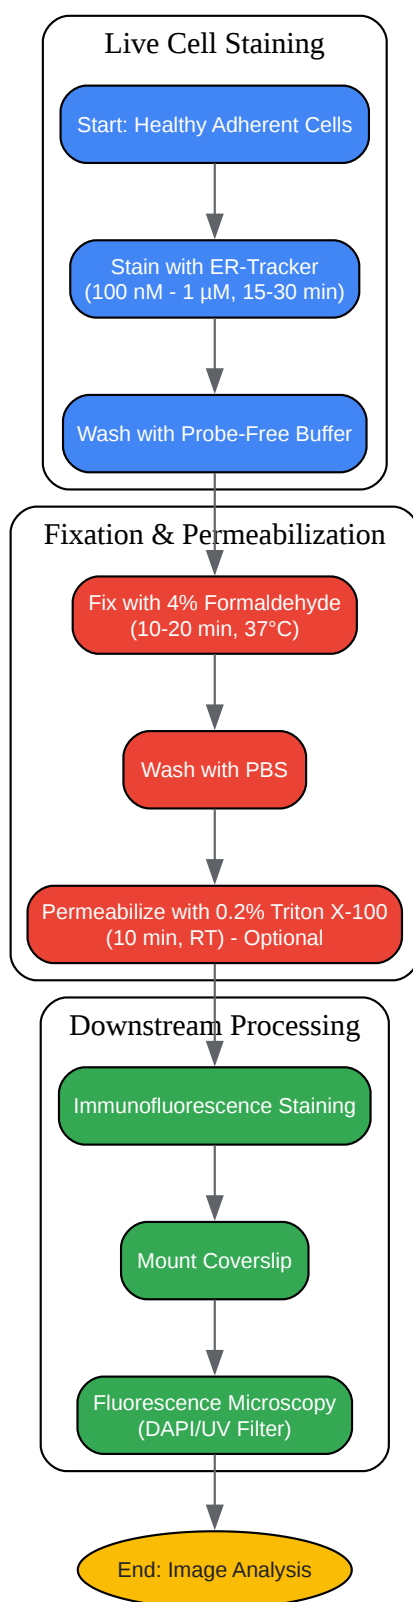 Live Cell Staining
Start: Healthy Adherent Cells
Stain with ER-Tracker
(100 nM - 1 µM, 15-30 min)
Wash with Probe-Free Buffer
Fixation & Permeabilization
Fix with 4% Formaldehyde
(10-20 min, 37°C)
Wash with PBS
Permeabilize with 0.2% Triton X-100
(10 min, RT) - Optional
Downstream Processing
Immunofluorescence Staining
Mount Coverslip
Fluorescence Microscopy
(DAPI/UV Filter)
End: Image Analysis